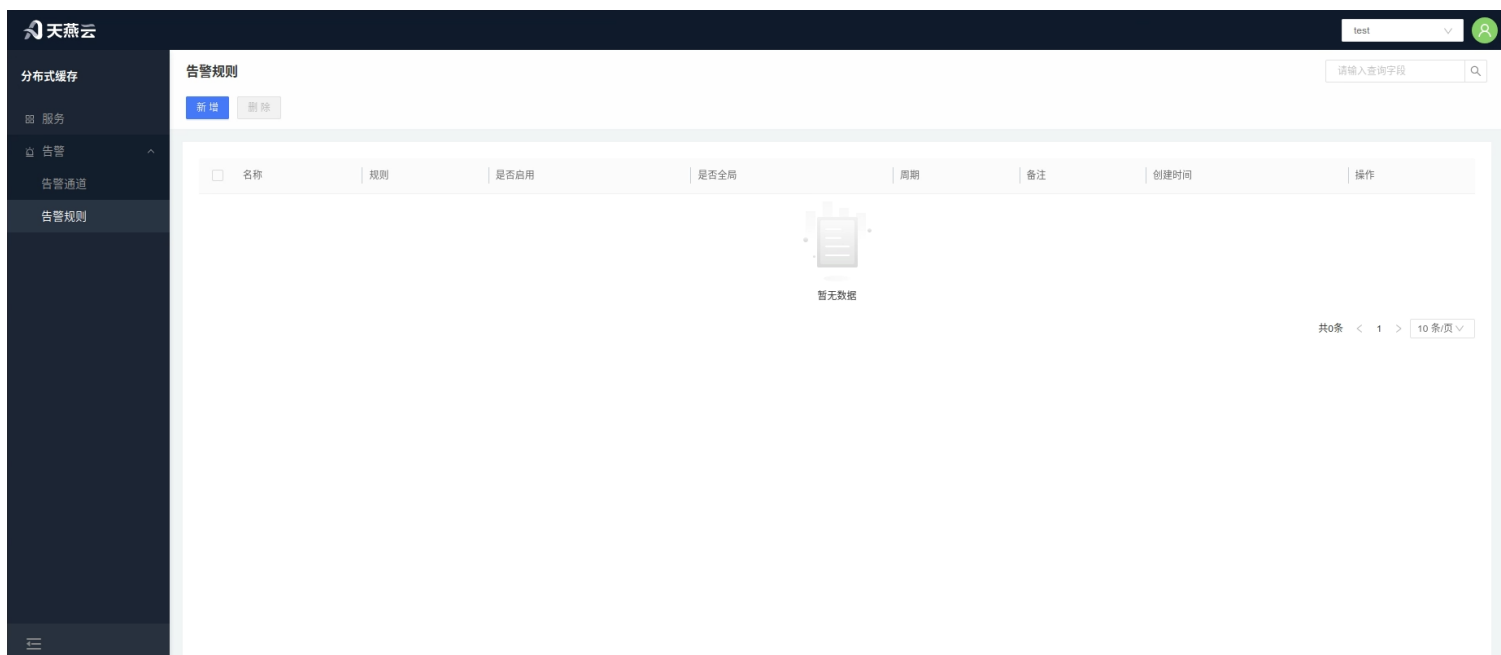 天燕云
test
分布式缓存
告警规则
请输入查询字段
新增
删除
服务
告警
告警通道
告警规则
名称
规则
是否启用
是否全局
周期
备注
创建时间
操作
暂无数据
共0条
1
10 条/页